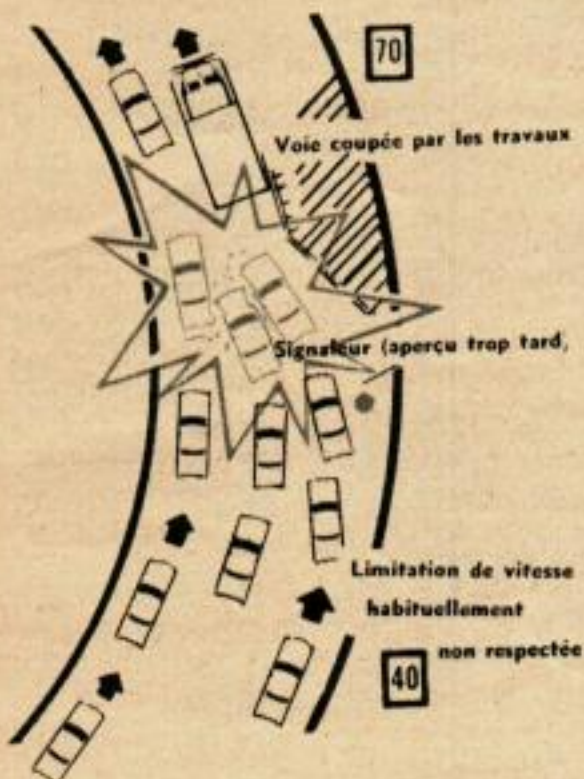 70
Voie coupée par les travaux
Signaleur (aperçu trop tard,
Limitation de vitesse
habituellement
non respectée
40